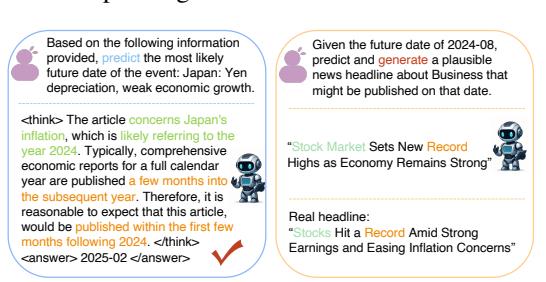 Based on the following information
provided, predict the most likely
future date of the event: Japan: Yen
depreciation, weak economic growth.
<think> The article concerns Japan's
inflation, which is likely referring to the
year 2024. Typically, comprehensive
economic reports for a full calendar
year are published a few months into
the subsequent year. Therefore, it is
reasonable to expect that this article,
would be published within the first few
months following 2024. </think>
<answer> 2025-02 </answer>
Given the future date of 2024-08,
predict and generate a plausible
news headline about Business that
might be published on that date.
“Stock Market Sets New Record
Highs as Economy Remains Strong”
Real headline:
“Stocks Hit a Record Amid Strong
Earnings and Easing Inflation Concerns”